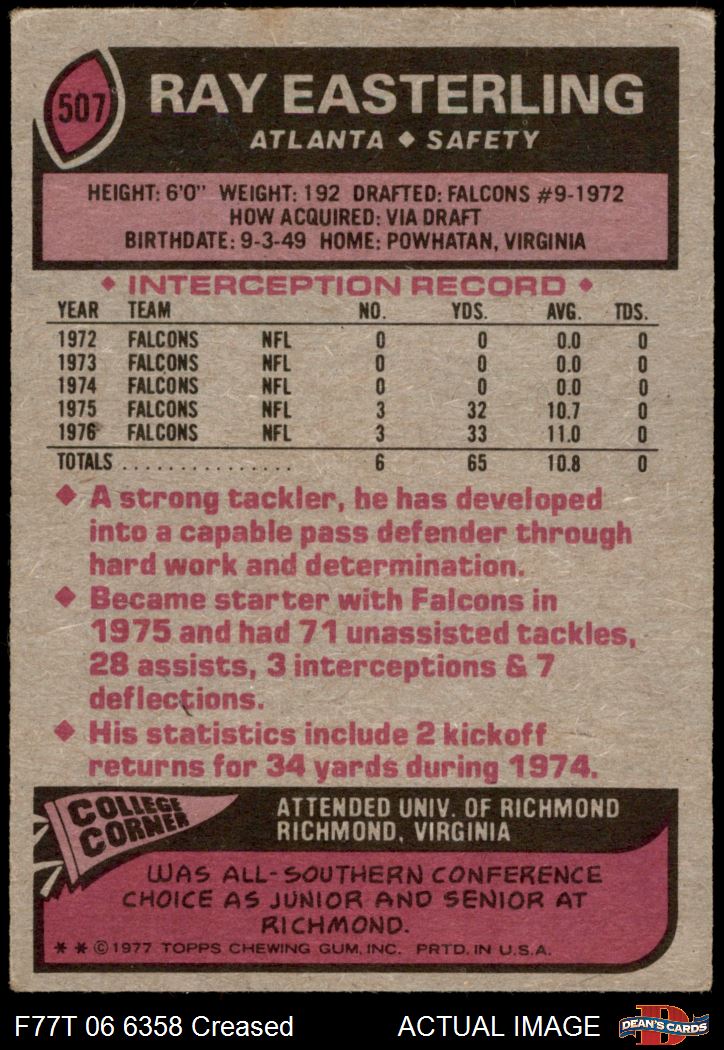 507
RAY EASTERLING
ATLANTA ◆ SAFETY
HEIGHT: 6'0" WEIGHT: 192 DRAFTED: FALCONS #9-1972
HOW ACQUIRED: VIA DRAFT
BIRTHDATE: 9-3-49 HOME: POWHATAN, VIRGINIA
◆ INTERCEPTION RECORD ◆
YEAR TEAM NO. YDS. AVG. TDS.
1972 FALCONS NFL 0 0 0.0 0
1973 FALCONS NFL 0 0 0.0 0
1974 FALCONS NFL 0 0 0.0 0
1975 FALCONS NFL 3 32 10.7 0
1976 FALCONS NFL 3 33 11.0 0
TOTALS ................ 6 65 10.8 0
◆ A strong tackler, he has developed
into a capable pass defender through
hard work and determination.
◆ Became starter with Falcons in
1975 and had 71 unassisted tackles,
28 assists, 3 interceptions & 7
deflections.
◆ His statistics include 2 kickoff
returns for 34 yards during 1974.
COLLEGE
CORNER
ATTENDED UNIV. OF RICHMOND
RICHMOND, VIRGINIA
WAS ALL-SOUTHERN CONFERENCE
CHOICE AS JUNIOR AND SENIOR AT
RICHMOND.
* * © 1977 TOPPS CHEWING GUM, INC. PRTD. IN U.S.A.
F77T 06 6358 Creased ACTUAL IMAGE
D
DEAN'S CARDS